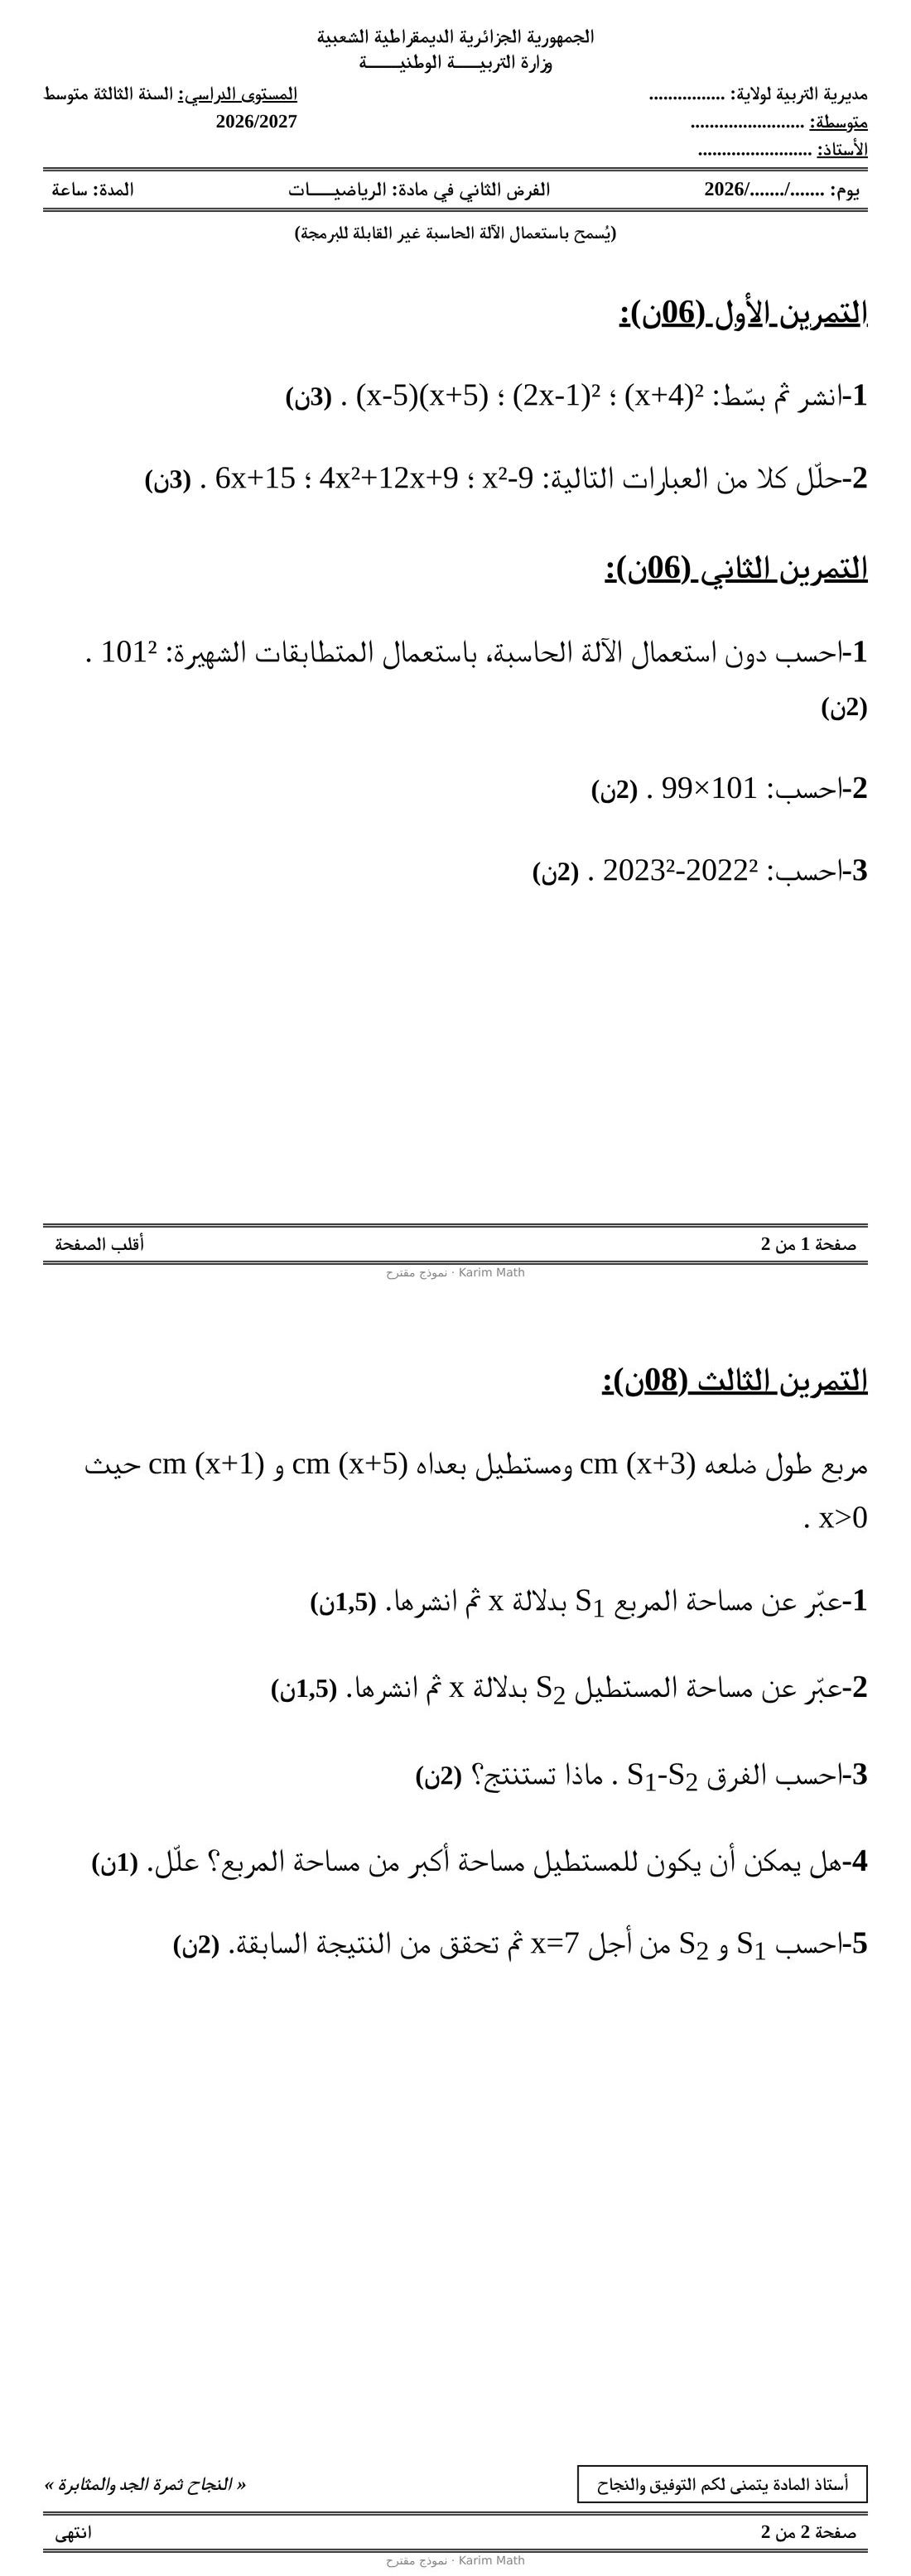 الجمهورية الجزائرية الديمقراطية الشعبية
وزارة التربيـــــة الوطنيـــــــة
مديرية التربية لولاية: ................
المستوى الدراسي: السنة الثالثة متوسط
متوسطة: ........................
2026/2027
الأستاذ: ........................
يوم: ......./......./2026
الفرض الثاني في مادة: الرياضيـــــات
المدة: ساعة
(يُسمح باستعمال الآلة الحاسبة غير القابلة للبرمجة)
التمرين الأول (06ن):
1-انشر ثم بسّط: (x+4)² ؛ (2x-1)² ؛ (x-5)(x+5) . (3ن)
2-حلّل كلا من العبارات التالية: x²-9 ؛ 4x²+12x+9 ؛ 6x+15 . (3ن)
التمرين الثاني (06ن):
1-احسب دون استعمال الآلة الحاسبة، باستعمال المتطابقات الشهيرة: 101² .
(2ن)
2-احسب: 99×101 . (2ن)
3-احسب: 2023²-2022² . (2ن)
صفحة 1 من 2
أقلب الصفحة
Karim Math · نموذج مقترح
التمرين الثالث (08ن):
مربع طول ضلعه (x+3) cm ومستطيل بعداه (x+5) cm و (x+1) cm حيث
x>0 .
1-عبّر عن مساحة المربع S₁ بدلالة x ثم انشرها. (1,5ن)
2-عبّر عن مساحة المستطيل S₂ بدلالة x ثم انشرها. (1,5ن)
3-احسب الفرق S₁-S₂ . ماذا تستنتج؟ (2ن)
4-هل يمكن أن يكون للمستطيل مساحة أكبر من مساحة المربع؟ علّل. (1ن)
5-احسب S₁ و S₂ من أجل x=7 ثم تحقق من النتيجة السابقة. (2ن)
أستاذ المادة يتمنى لكم التوفيق والنجاح
« النجاح ثمرة الجد والمثابرة »
صفحة 2 من 2
انتهى
Karim Math · نموذج مقترح